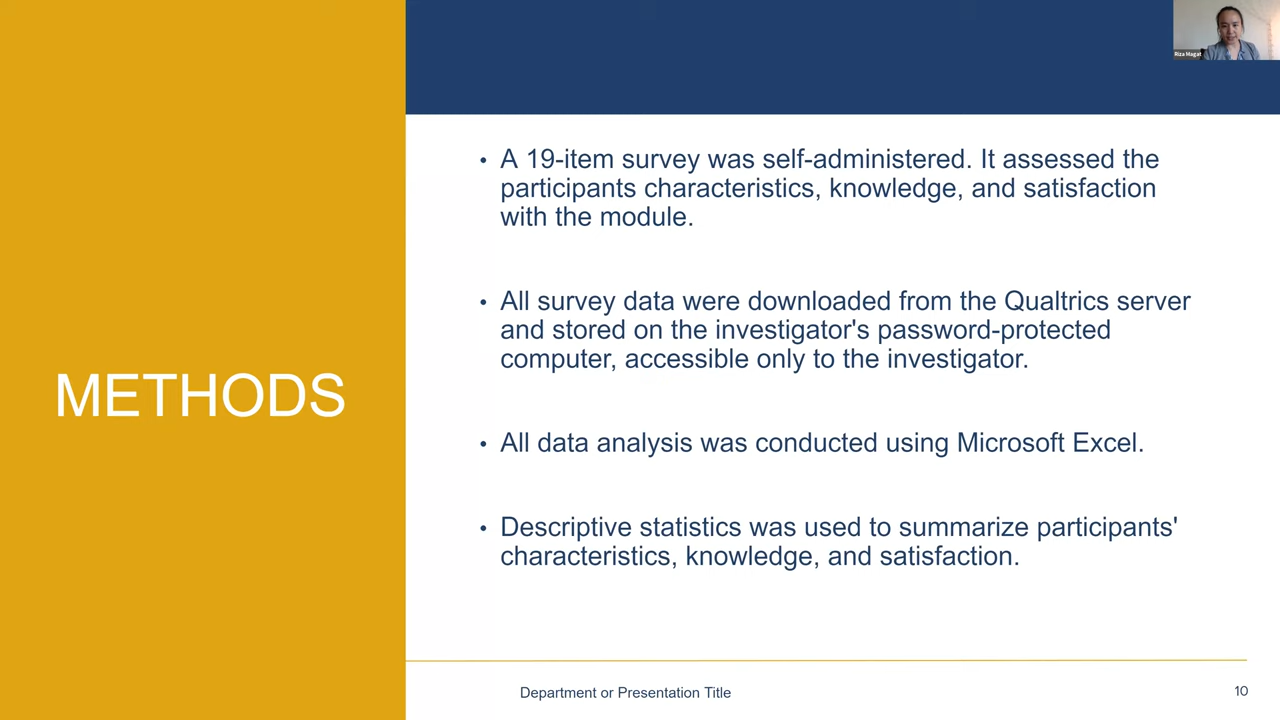 Riza Magat
METHODS
• A 19-item survey was self-administered. It assessed the
participants characteristics, knowledge, and satisfaction
with the module.
• All survey data were downloaded from the Qualtrics server
and stored on the investigator's password-protected
computer, accessible only to the investigator.
• All data analysis was conducted using Microsoft Excel.
• Descriptive statistics was used to summarize participants'
characteristics, knowledge, and satisfaction.
Department or Presentation Title
10